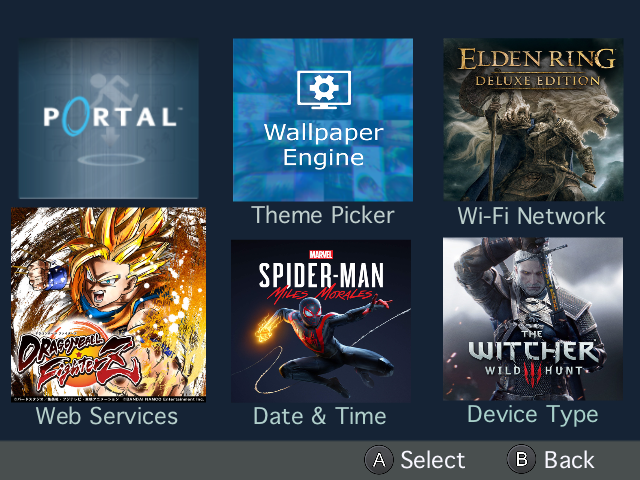 PORTAL™
Wallpaper
Engine
Theme Picker
ELDEN RING
DELUXE EDITION
Wi-Fi Network
DRAGONBALL
FighterZ
Web Services
MARVEL
SPIDER-MAN
MILES MORALES
Date & Time
THE
WITCHER
WILD HUNT
Device Type
A Select
B Back